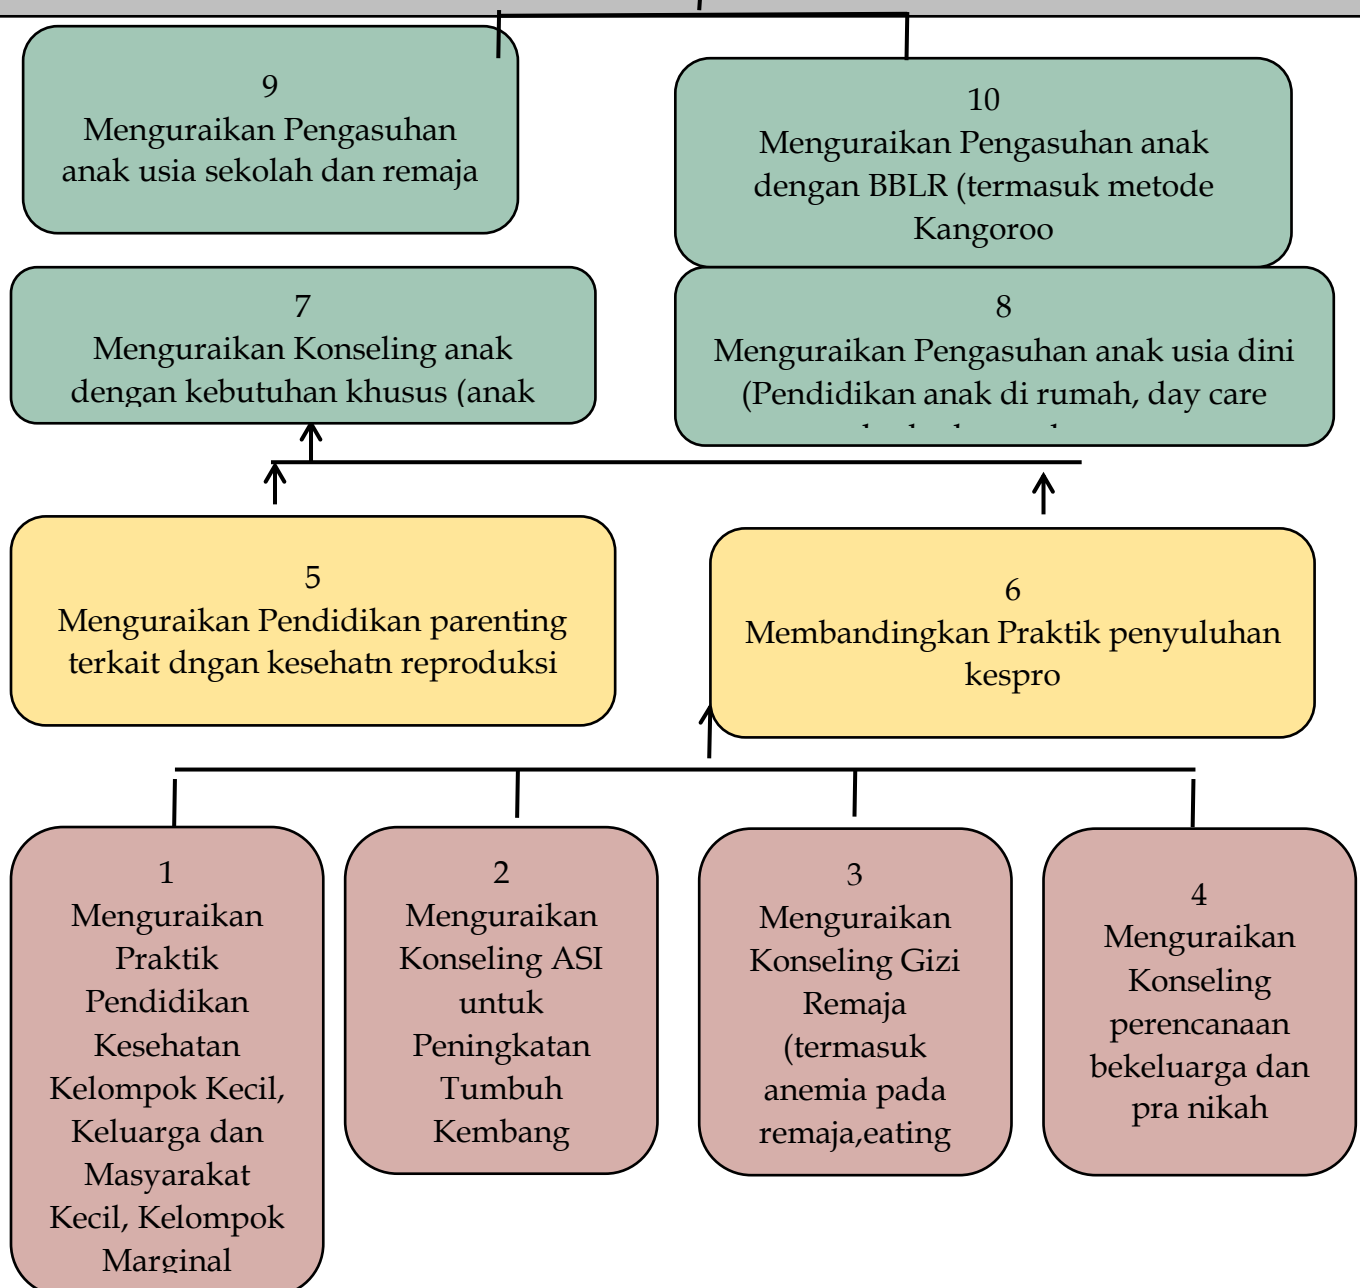 9
Menguraikan Pengasuhan
anak usia sekolah dan remaja
10
Menguraikan Pengasuhan anak
dengan BBLR (termasuk metode
Kangoroo
7
Menguraikan Konseling anak
dengan kebutuhan khusus (anak
8
Menguraikan Pengasuhan anak usia dini
(Pendidikan anak di rumah, day care
5
Menguraikan Pendidikan parenting
terkait dngan kesehatn reproduksi
6
Membandingkan Praktik penyuluhan
kespro
1
Menguraikan
Praktik
Pendidikan
Kesehatan
Kelompok Kecil,
Keluarga dan
Masyarakat
Kecil, Kelompok
Marginal
2
Menguraikan
Konseling ASI
untuk
Peningkatan
Tumbuh
Kembang
3
Menguraikan
Konseling Gizi
Remaja
(termasuk
anemia pada
remaja,eating
4
Menguraikan
Konseling
perencanaan
bekeluarga dan
pra nikah